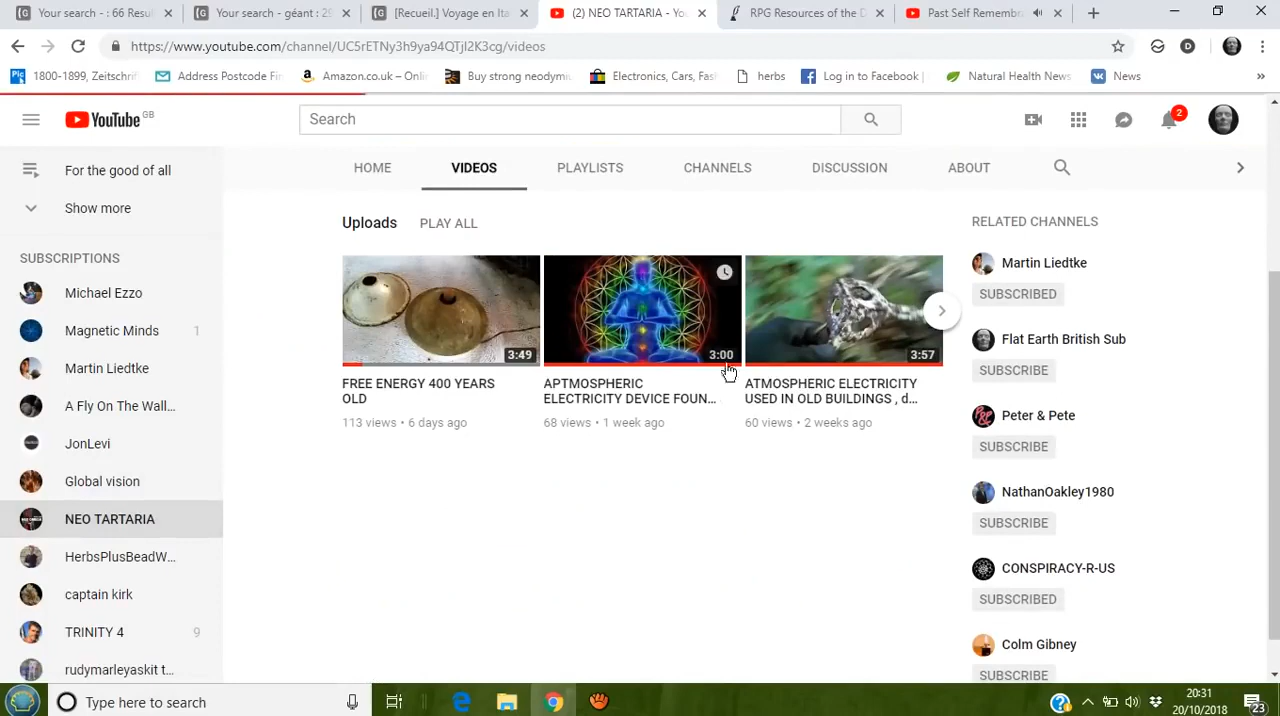 Your search - : 66 Resul
Your search - géant : 29
[Recueil.] Voyage en Ita
(2) NEO TARTARIA - You
RPG Resources of the D
Past Self Remembra
https://www.youtube.com/channel/UC5rETNy3h9ya94QTjI2K3cg/videos
1800-1899, Zeitschrif
Address Postcode Fin
Amazon.co.uk – Onli
Buy strong neodymi
Electronics, Cars, Fas
herbs
Log in to Facebook
Natural Health News
News
YouTube GB
Search
2
For the good of all
Show more
HOME
VIDEOS
PLAYLISTS
CHANNELS
DISCUSSION
ABOUT
Uploads PLAY ALL
SUBSCRIPTIONS
Michael Ezzo
Magnetic Minds 1
Martin Liedtke
A Fly On The Wall...
JonLevi
Global vision
NEO TARTARIA
HerbsPlusBeadW...
captain kirk
TRINITY 4 9
rudymarleyaskit t...
3:49
FREE ENERGY 400 YEARS
OLD
113 views • 6 days ago
3:00
APTMOSPHERIC
ELECTRICITY DEVICE FOUN...
68 views • 1 week ago
3:57
ATMOSPHERIC ELECTRICITY
USED IN OLD BUILDINGS , d...
60 views • 2 weeks ago
RELATED CHANNELS
Martin Liedtke
SUBSCRIBED
Flat Earth British Sub
SUBSCRIBE
Peter & Pete
SUBSCRIBE
NathanOakley1980
SUBSCRIBE
CONSPIRACY-R-US
SUBSCRIBED
Colm Gibney
SUBSCRIBE
Type here to search
20:31
20/10/2018
23